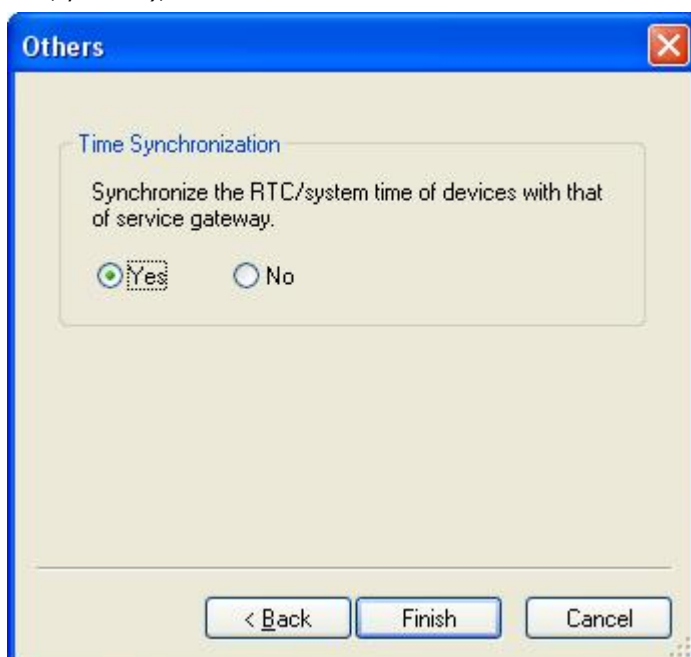 Others
Time Synchronization
Synchronize the RTC/system time of devices with that
of service gateway.
Yes No
< Back Finish Cancel